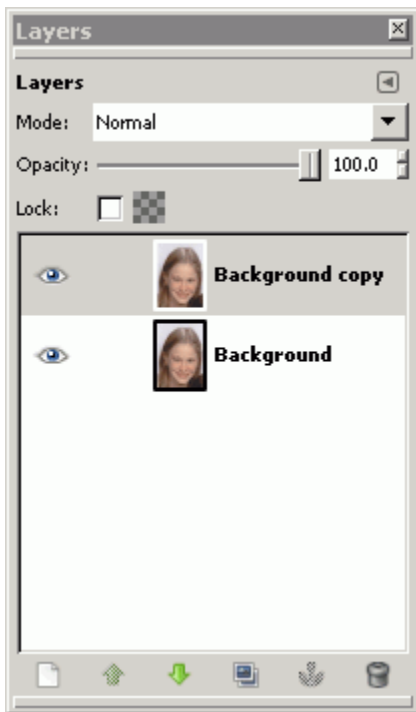 Layers
Layers
Mode: Normal
Opacity: 100.0
Lock:
Background copy
Background